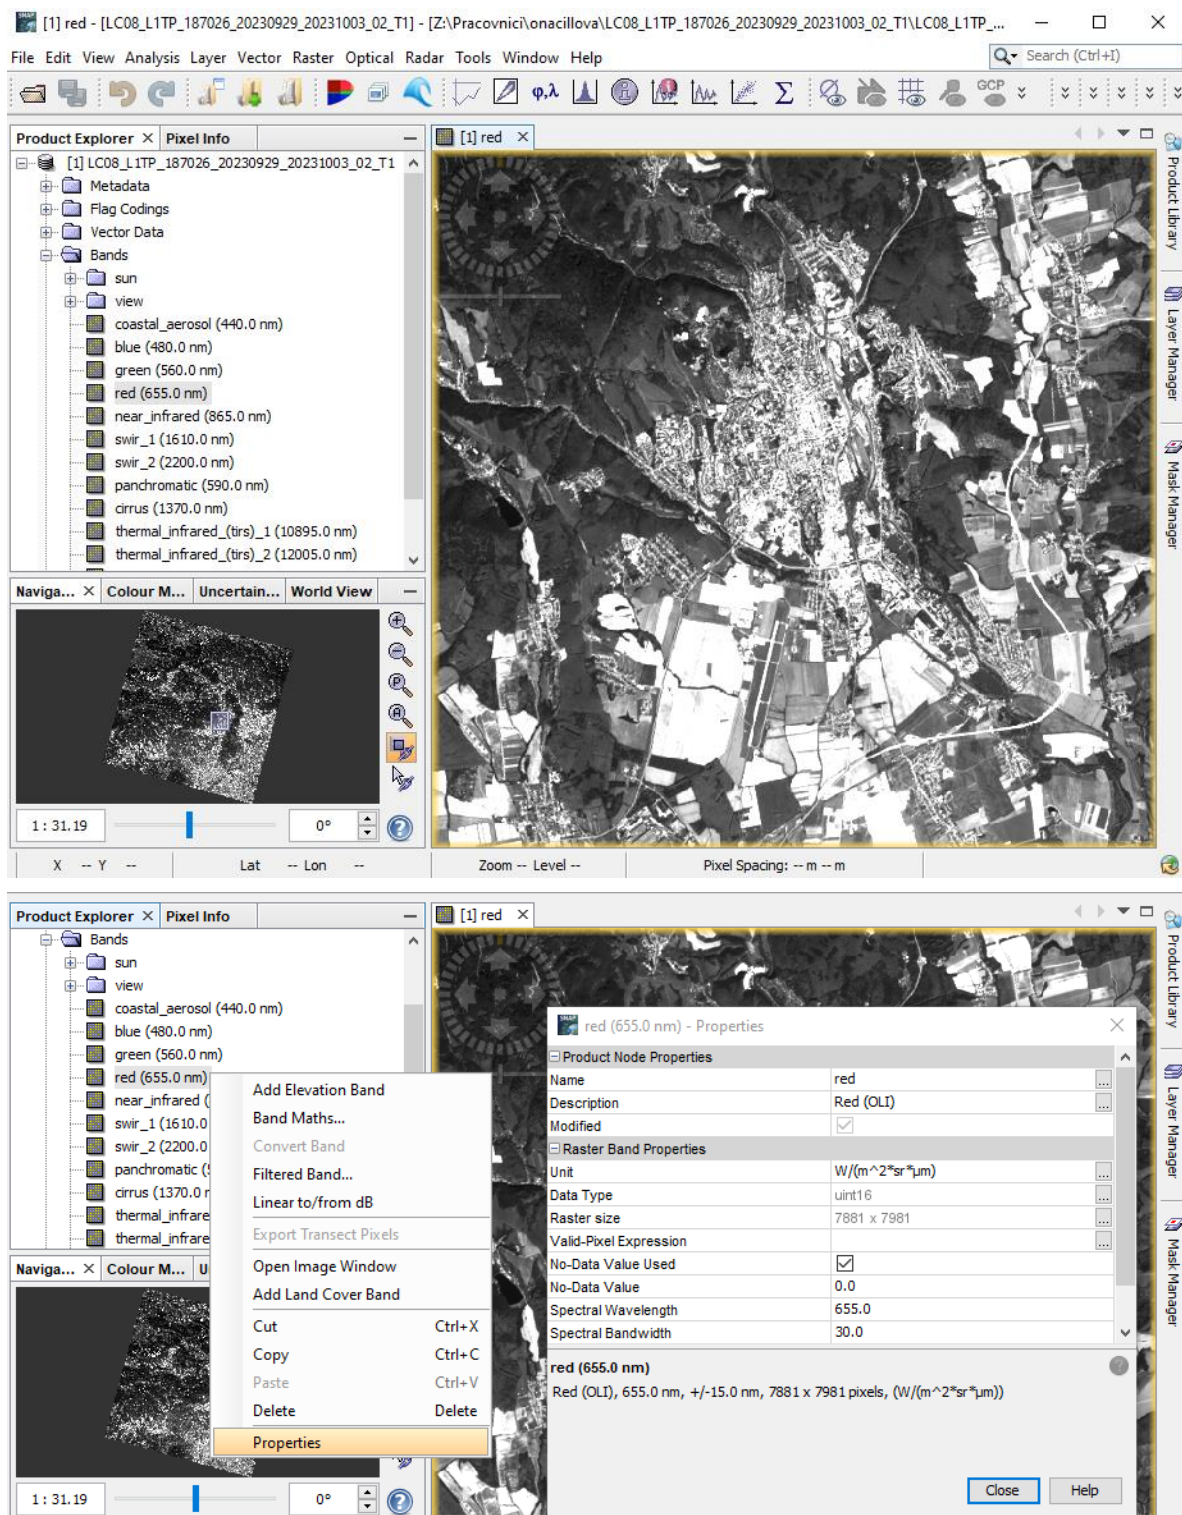 [1] red - [LC08_L1TP_187026_20230929_20231003_02_T1] - [Z:\Pracovnici\onacillova\LC08_L1TP_187026_20230929_20231003_02_T1\LC08_L1TP_...
File Edit View Analysis Layer Vector Raster Optical Radar Tools Window Help
Search (Ctrl+I)
φ,λ Σ GCP
Product Explorer Pixel Info
[1] red
[1] LC08_L1TP_187026_20230929_20231003_02_T1
Metadata
Flag Codings
Vector Data
Bands
sun
view
coastal_aerosol (440.0 nm)
blue (480.0 nm)
green (560.0 nm)
red (655.0 nm)
near_infrared (865.0 nm)
swir_1 (1610.0 nm)
swir_2 (2200.0 nm)
panchromatic (590.0 nm)
cirrus (1370.0 nm)
thermal_infrared_(tirs)_1 (10895.0 nm)
thermal_infrared_(tirs)_2 (12005.0 nm)
Product Library
Layer Manager
Mask Manager
Naviga... Colour M... Uncertain... World View
1 : 31.19
0°
X -- Y -- Lat -- Lon -- Zoom -- Level -- Pixel Spacing: -- m -- m
Product Explorer Pixel Info
[1] red
Bands
sun
view
coastal_aerosol (440.0 nm)
blue (480.0 nm)
green (560.0 nm)
red (655.0 nm)
near_infrared (
swir_1 (1610.0
swir_2 (2200.0
panchromatic (5
cirrus (1370.0 n
thermal_infrare
thermal_infrare
Add Elevation Band
Band Maths...
Convert Band
Filtered Band...
Linear to/from dB
Export Transect Pixels
Open Image Window
Add Land Cover Band
Cut Ctrl+X
Copy Ctrl+C
Paste Ctrl+V
Delete Delete
Properties
SNAP
red (655.0 nm) - Properties
Product Node Properties
Name red ...
Description Red (OLI) ...
Modified
Raster Band Properties
Unit W/(m^2*sr*µm) ...
Data Type uint16 ...
Raster size 7881 x 7981 ...
Valid-Pixel Expression ...
No-Data Value Used
No-Data Value 0.0
Spectral Wavelength 655.0
Spectral Bandwidth 30.0
red (655.0 nm)
Red (OLI), 655.0 nm, +/-15.0 nm, 7881 x 7981 pixels, (W/(m^2*sr*µm))
Close Help
Product Library
Layer Manager
Mask Manager
Naviga... Colour M... U
1 : 31.19
0°